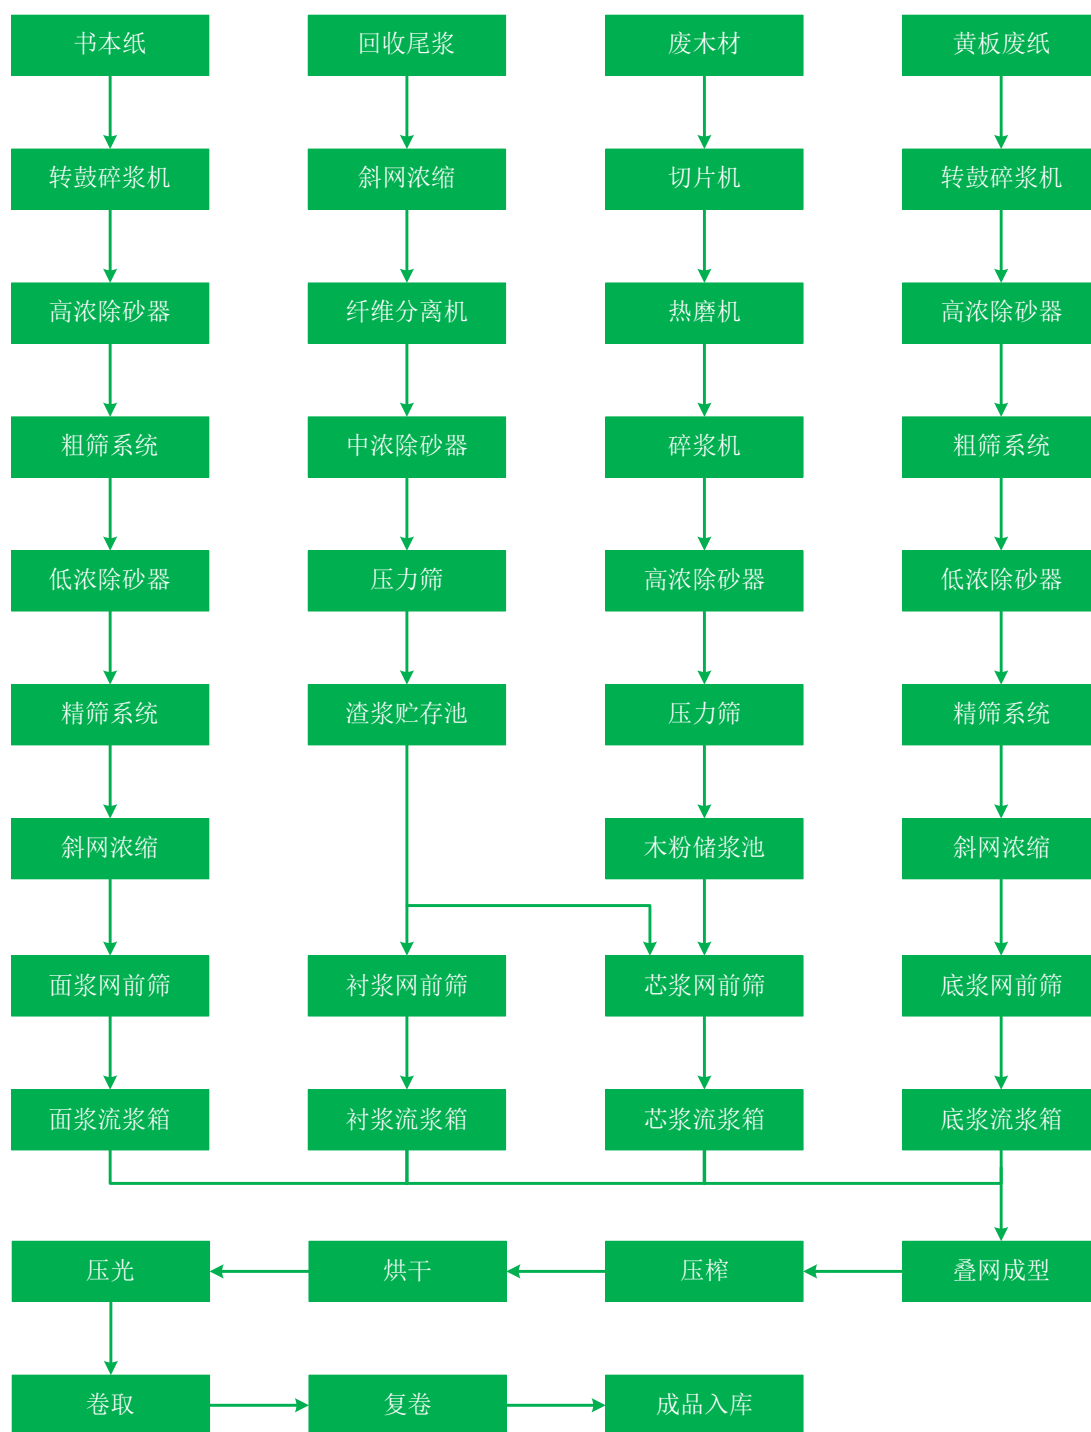 书本纸
回收尾浆
废木材
黄板废纸
转鼓碎浆机
斜网浓缩
切片机
转鼓碎浆机
高浓除砂器
纤维分离机
热磨机
高浓除砂器
粗筛系统
中浓除砂器
碎浆机
粗筛系统
低浓除砂器
压力筛
高浓除砂器
低浓除砂器
精筛系统
渣浆贮存池
压力筛
精筛系统
斜网浓缩
木粉储浆池
斜网浓缩
面浆网前筛
衬浆网前筛
芯浆网前筛
底浆网前筛
面浆流浆箱
衬浆流浆箱
芯浆流浆箱
底浆流浆箱
压光
烘干
压榨
叠网成型
卷取
复卷
成品入库